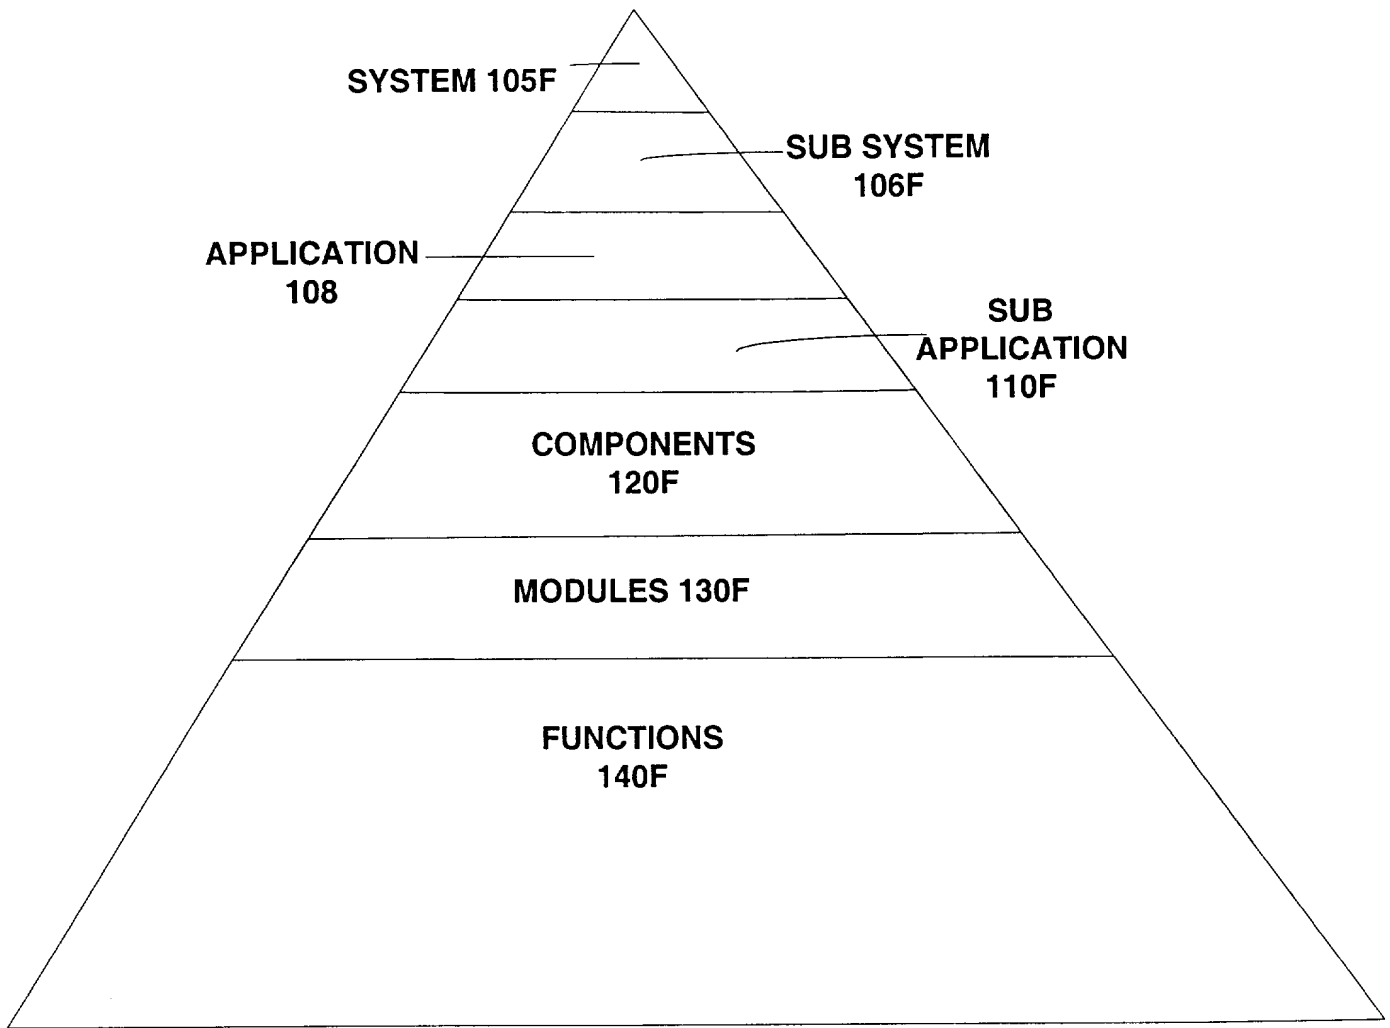 SYSTEM 105F
SUB SYSTEM
106F
APPLICATION
108
SUB
APPLICATION
110F
COMPONENTS
120F
MODULES 130F
FUNCTIONS
140F